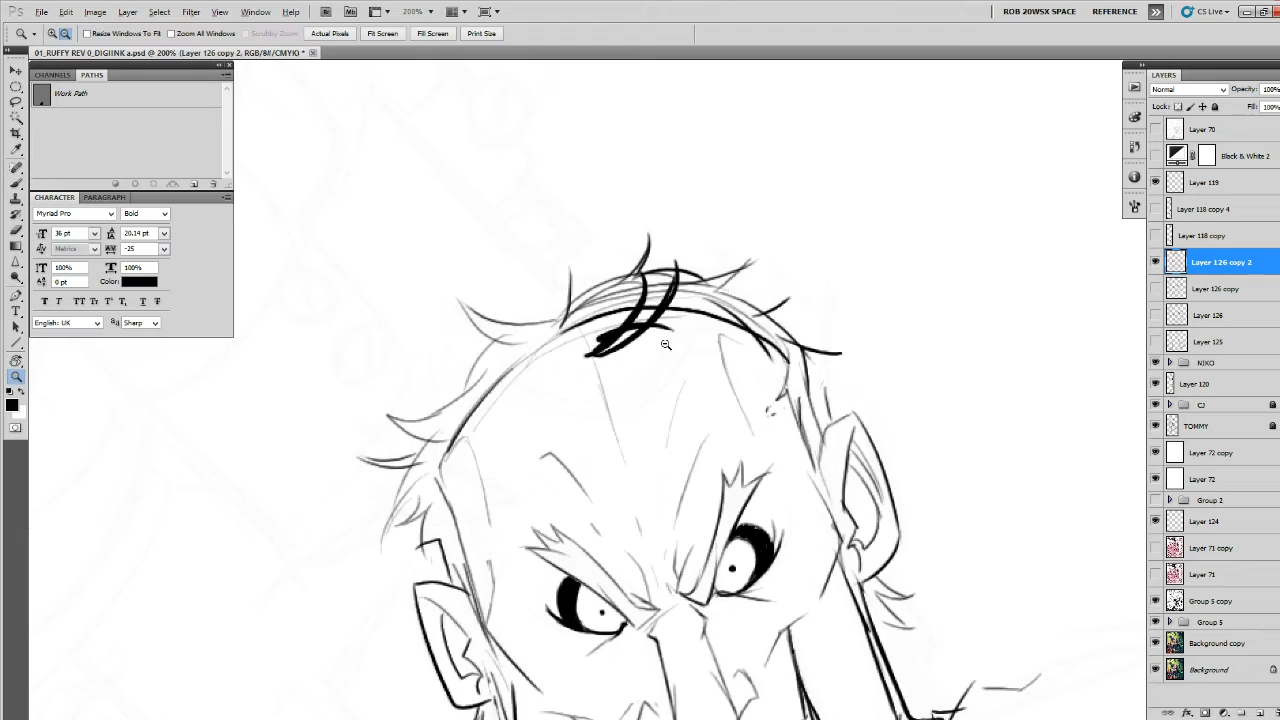 Ps File Edit Image Layer Select Filter View Window Help Br Mb 200% ROB 20WSX SPACE REFERENCE CS Live
Resize Windows To Fit Zoom All Windows Scrubby Zoom Actual Pixels Fit Screen Fill Screen Print Size
01_RUFFY REV 0_DIGIINK a.psd @ 200% (Layer 126 copy 2, RGB/8#/CMYK) *
CHANNELS PATHS
Work Path
CHARACTER PARAGRAPH
Myriad Pro Bold
36 pt 20,14 pt
Metrics -25
100% 100%
0 pt Color:
English: UK Sharp
LAYERS
Normal Opacity: 100%
Lock: Fill: 100%
Layer 70
Black & White 2
Layer 119
Layer 118 copy 4
Layer 118 copy
Layer 126 copy 2
Layer 126 copy
Layer 126
Layer 125
NIKO
Layer 120
CJ
TOMMY
Layer 72 copy
Layer 72
Group 2
Layer 124
Layer 71 copy
Layer 71
Group 5 copy
Group 5
Background copy
Background